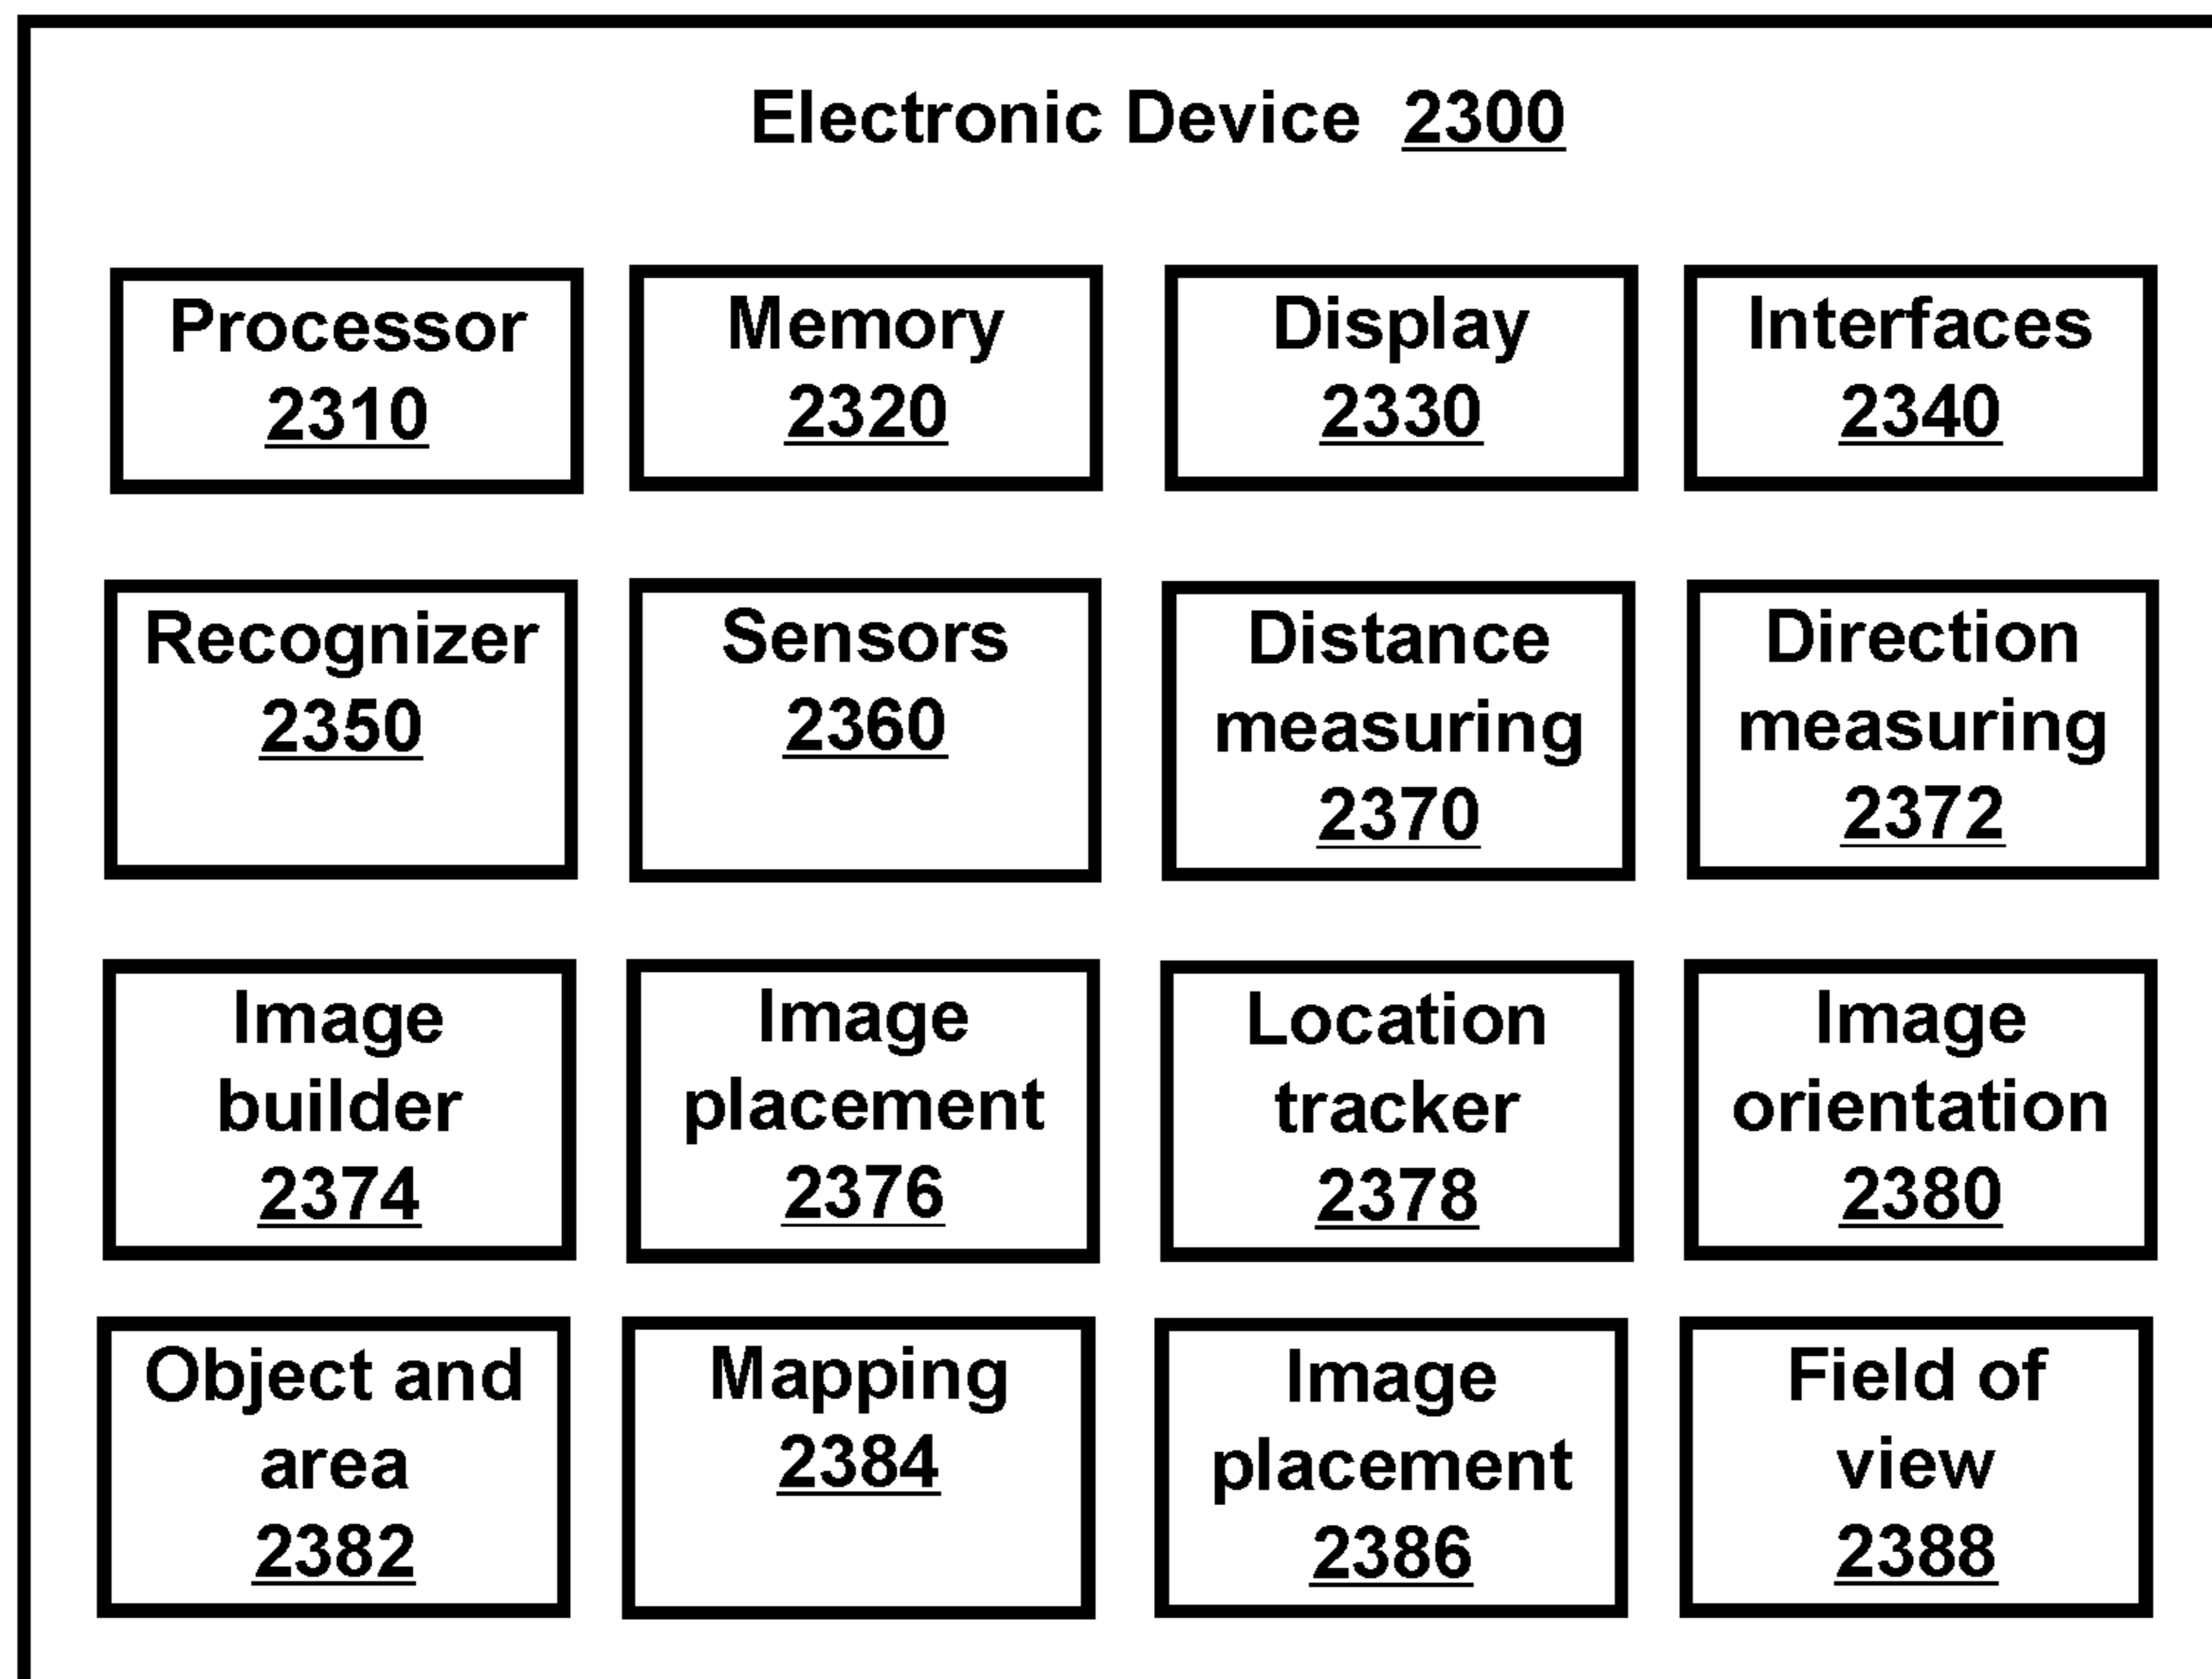 Electronic Device 2300
Processor
2310
Memory
2320
Display
2330
Interfaces
2340
Recognizer
2350
Sensors
2360
Distance
measuring
2370
Direction
measuring
2372
Image
builder
2374
Image
placement
2376
Location
tracker
2378
Image
orientation
2380
Object and
area
2382
Mapping
2384
Image
placement
2386
Field of
view
2388